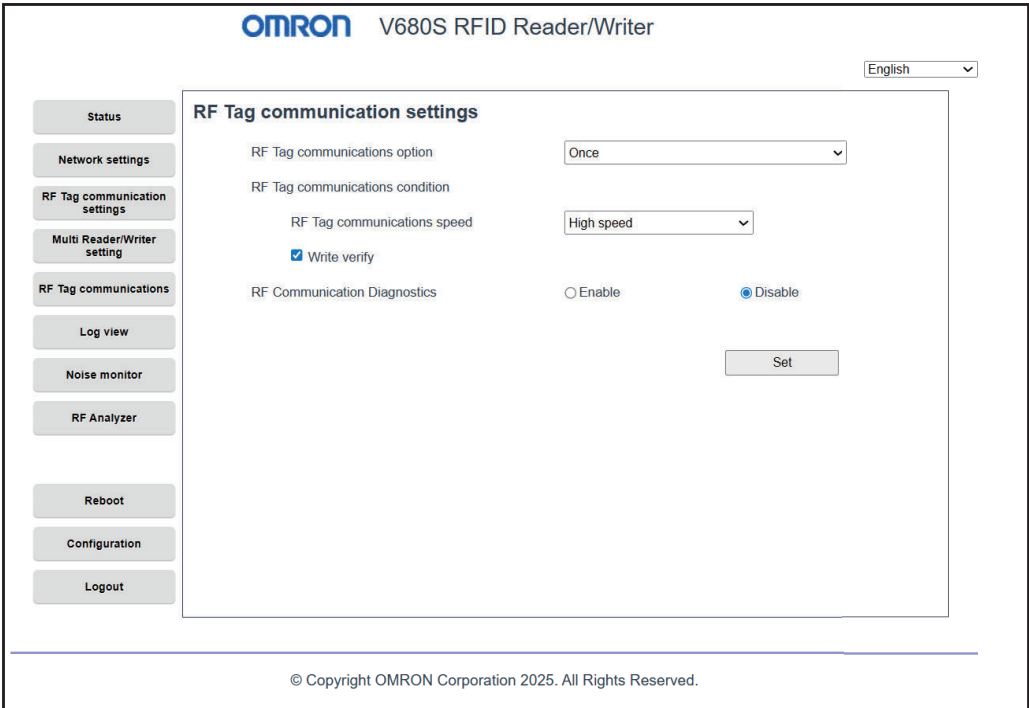 OMRON V680S RFID Reader/Writer
English
Status
Network settings
RF Tag communication
settings
Multi Reader/Writer
setting
RF Tag communications
Log view
Noise monitor
RF Analyzer
Reboot
Configuration
Logout
RF Tag communication settings
RF Tag communications option Once
RF Tag communications condition
RF Tag communications speed High speed
Write verify
RF Communication Diagnostics Enable Disable
Set
© Copyright OMRON Corporation 2025. All Rights Reserved.